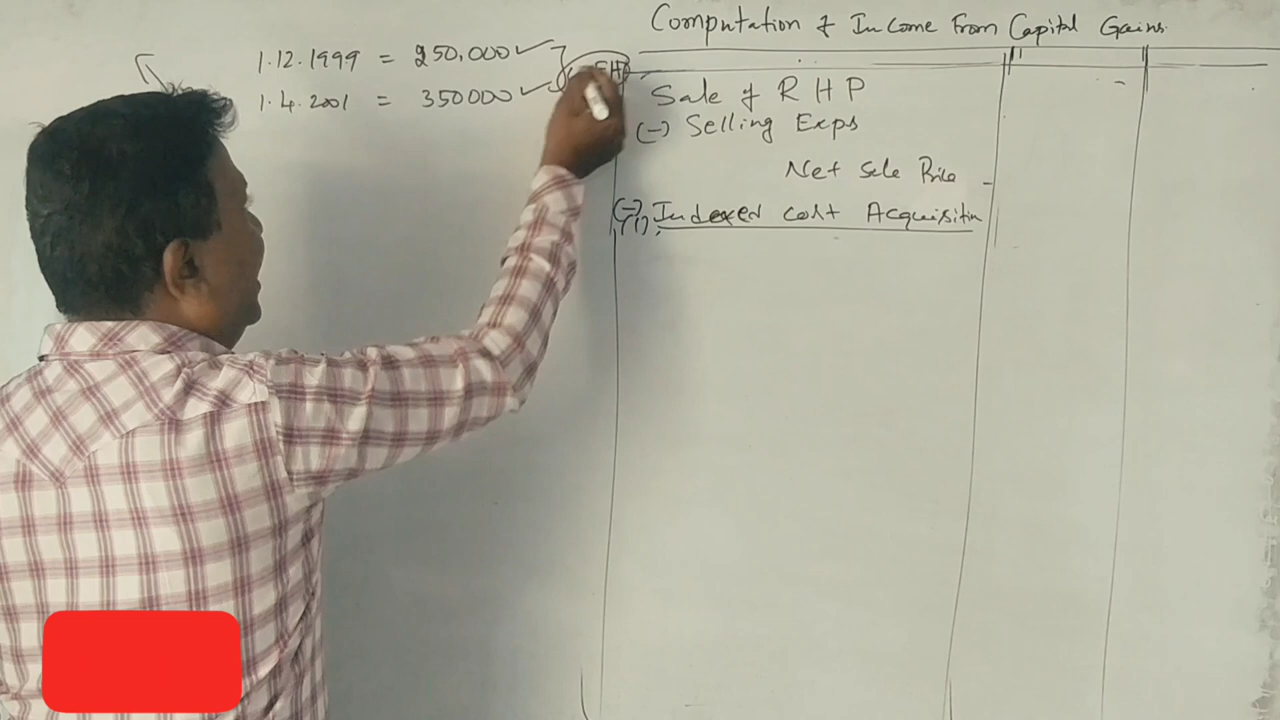 Computation of Income From Capital Gains
1.12.1999 = 250,000
1.4.2001 = 350000
Sale of R H P
(-) Selling Exps
Net Sale Price
(-) 1) Indexed cost Acquisition